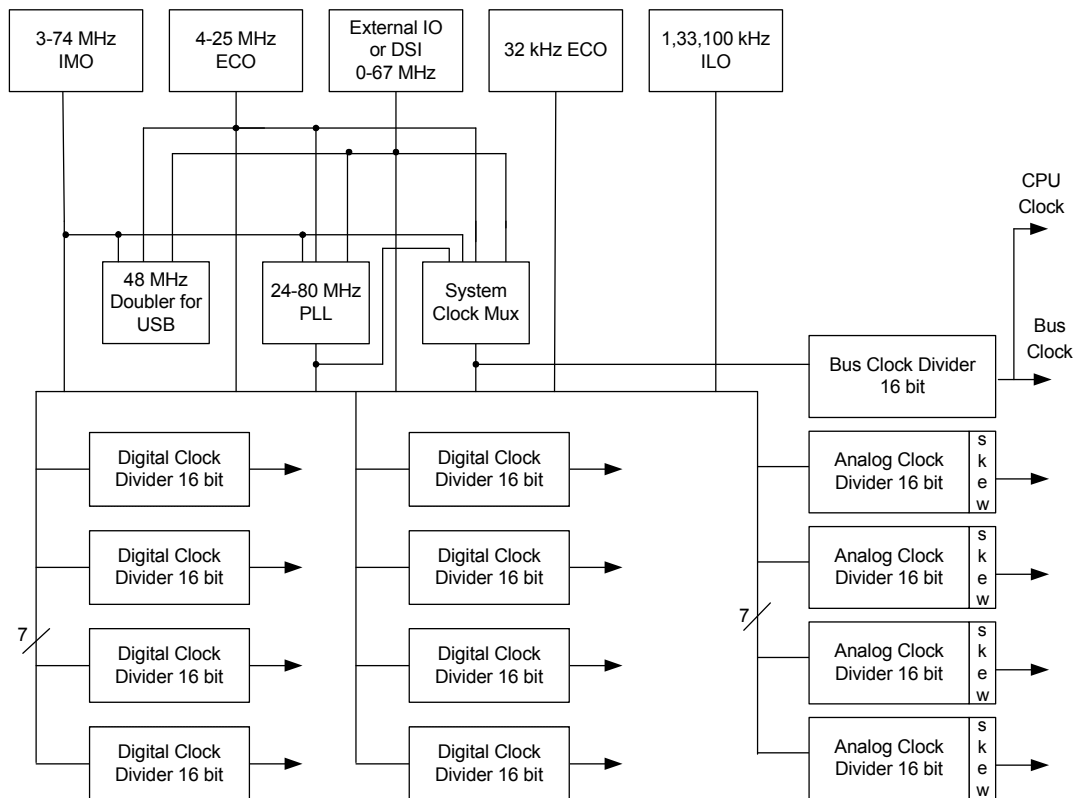 3-74 MHz
IMO
4-25 MHz
ECO
External IO
or DSI
0-67 MHz
32 kHz ECO
1,33,100 kHz
ILO
CPU
Clock
48 MHz
Doubler for
USB
24-80 MHz
PLL
System
Clock Mux
Bus
Clock
Bus Clock Divider
16 bit
Digital Clock
Divider 16 bit
Digital Clock
Divider 16 bit
Analog Clock
Divider 16 bit
s
k
e
w
Digital Clock
Divider 16 bit
Digital Clock
Divider 16 bit
Analog Clock
Divider 16 bit
s
k
e
w
7
7
Digital Clock
Divider 16 bit
Digital Clock
Divider 16 bit
Analog Clock
Divider 16 bit
s
k
e
w
Digital Clock
Divider 16 bit
Digital Clock
Divider 16 bit
Analog Clock
Divider 16 bit
s
k
e
w